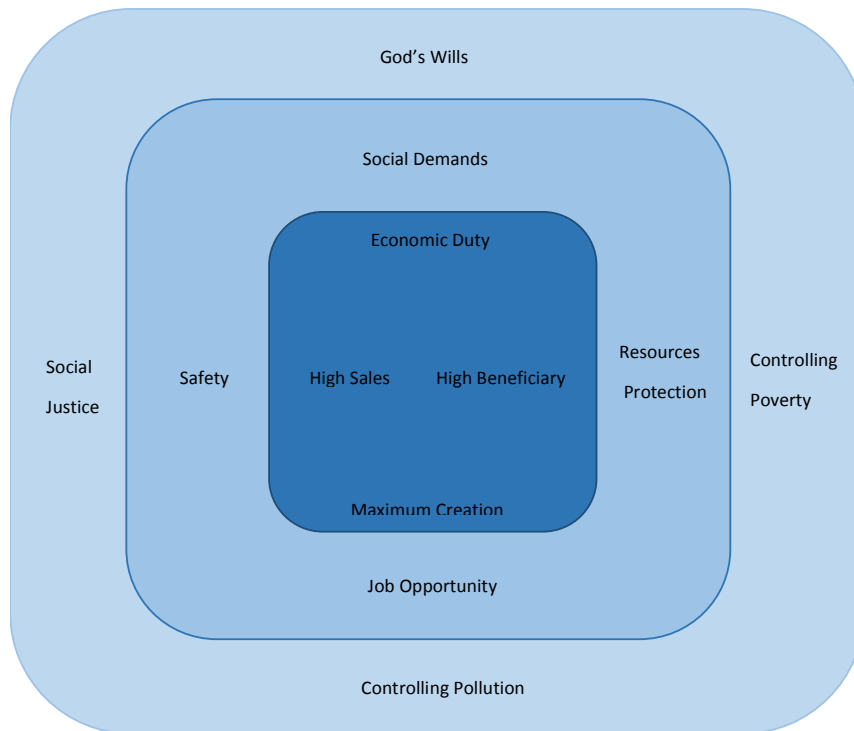 God's Wills
Social Demands
Economic Duty
Social
Justice
Safety
High Sales
High Beneficiary
Resources
Protection
Controlling
Poverty
Maximum Creation
Job Opportunity
Controlling Pollution